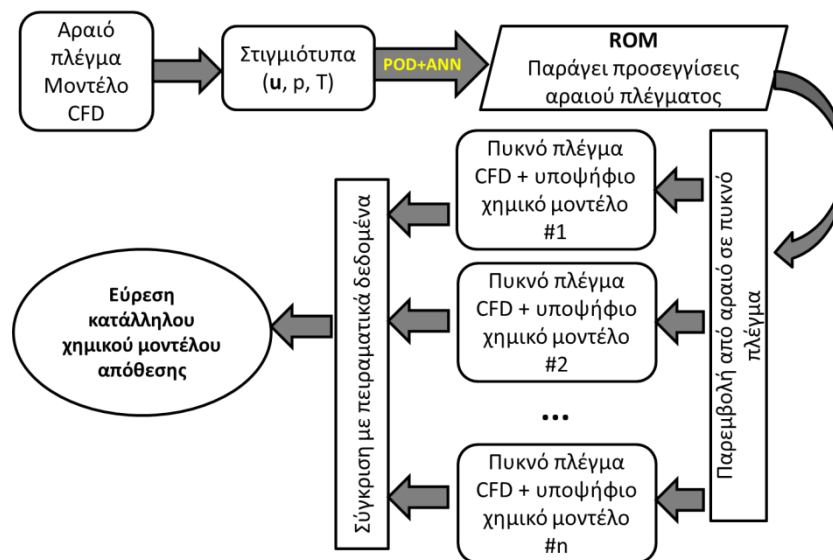 Αραιό
πλέγμα
Μοντέλο
CFD
Στιγμιότυπα
(u, p, T)
POD+ANN
ROM
Παράγει προσεγγίσεις
αραιού πλέγματος
Παρεμβολή από αραιό σε πυκνό
πλέγμα
Πυκνό πλέγμα
CFD + υποψήφιο
χημικό μοντέλο
#1
Πυκνό πλέγμα
CFD + υποψήφιο
χημικό μοντέλο
#2
...
Πυκνό πλέγμα
CFD + υποψήφιο
χημικό μοντέλο
#n
Σύγκριση με πειραματικά δεδομένα
Εύρεση
κατάλληλου
χημικού μοντέλου
απόθεσης